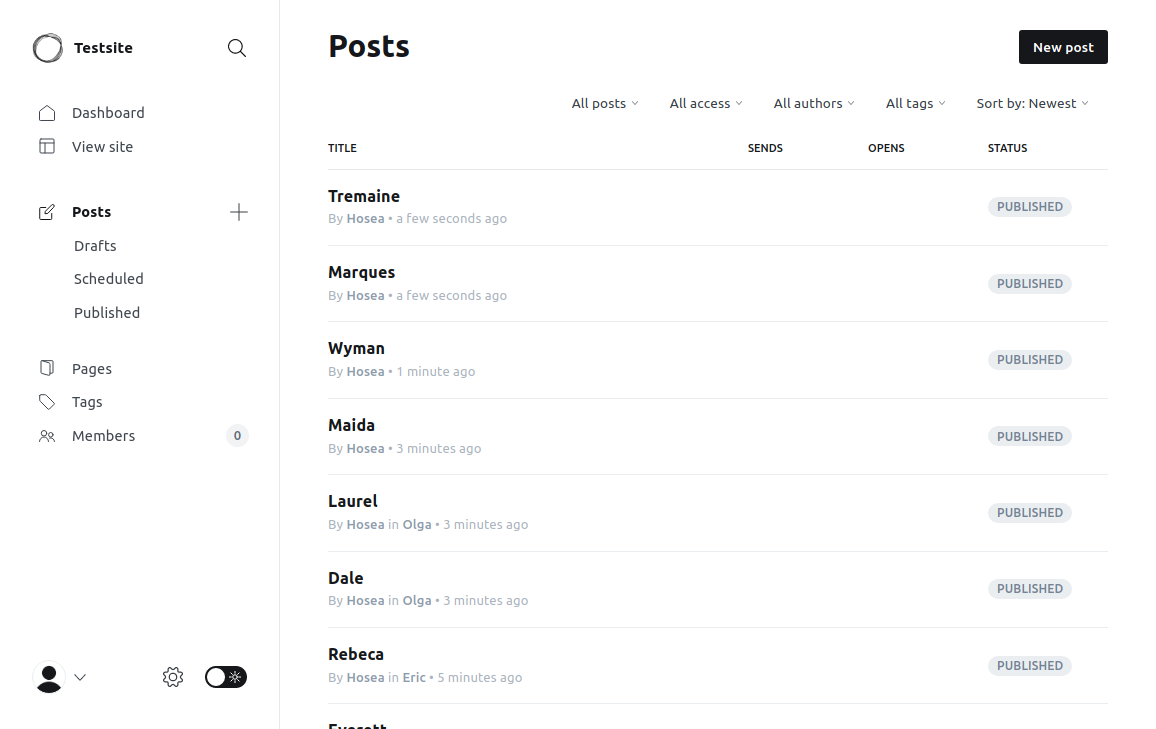 Testsite
Dashboard
View site
Posts
Drafts
Scheduled
Published
Pages
Tags
Members 0
Posts
New post
All posts All access All authors All tags Sort by: Newest
TITLE SENDS OPENS STATUS
Tremaine
By Hosea • a few seconds ago
PUBLISHED
Marques
By Hosea • a few seconds ago
PUBLISHED
Wyman
By Hosea • 1 minute ago
PUBLISHED
Maida
By Hosea • 3 minutes ago
PUBLISHED
Laurel
By Hosea in Olga • 3 minutes ago
PUBLISHED
Dale
By Hosea in Olga • 3 minutes ago
PUBLISHED
Rebeca
By Hosea in Eric • 5 minutes ago
PUBLISHED
Everett